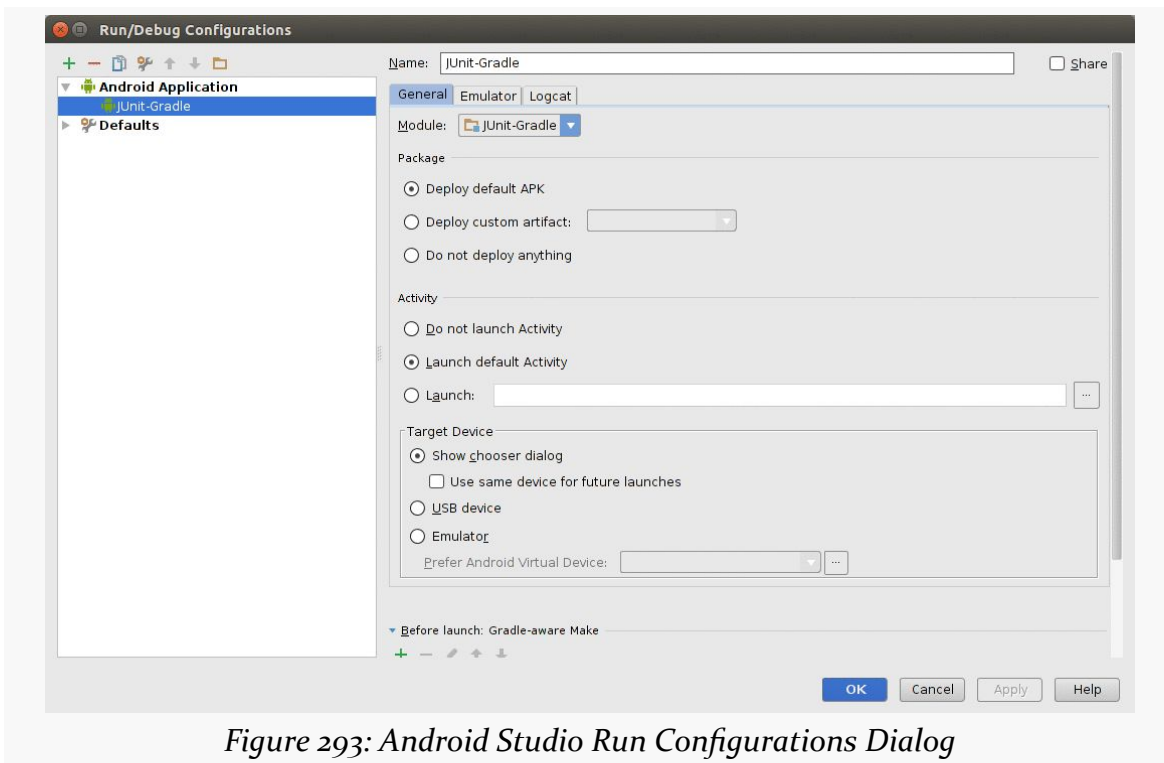 Run/Debug Configurations
Name: JUnit-Gradle
Share
Android Application
JUnit-Gradle
Defaults
General Emulator Logcat
Module: JUnit-Gradle
Package
Deploy default APK
Deploy custom artifact:
Do not deploy anything
Activity
Do not launch Activity
Launch default Activity
Launch: ...
Target Device
Show chooser dialog
Use same device for future launches
USB device
Emulator
Prefer Android Virtual Device: ...
Before launch: Gradle-aware Make
OK Cancel Apply Help
Figure 293: Android Studio Run Configurations Dialog